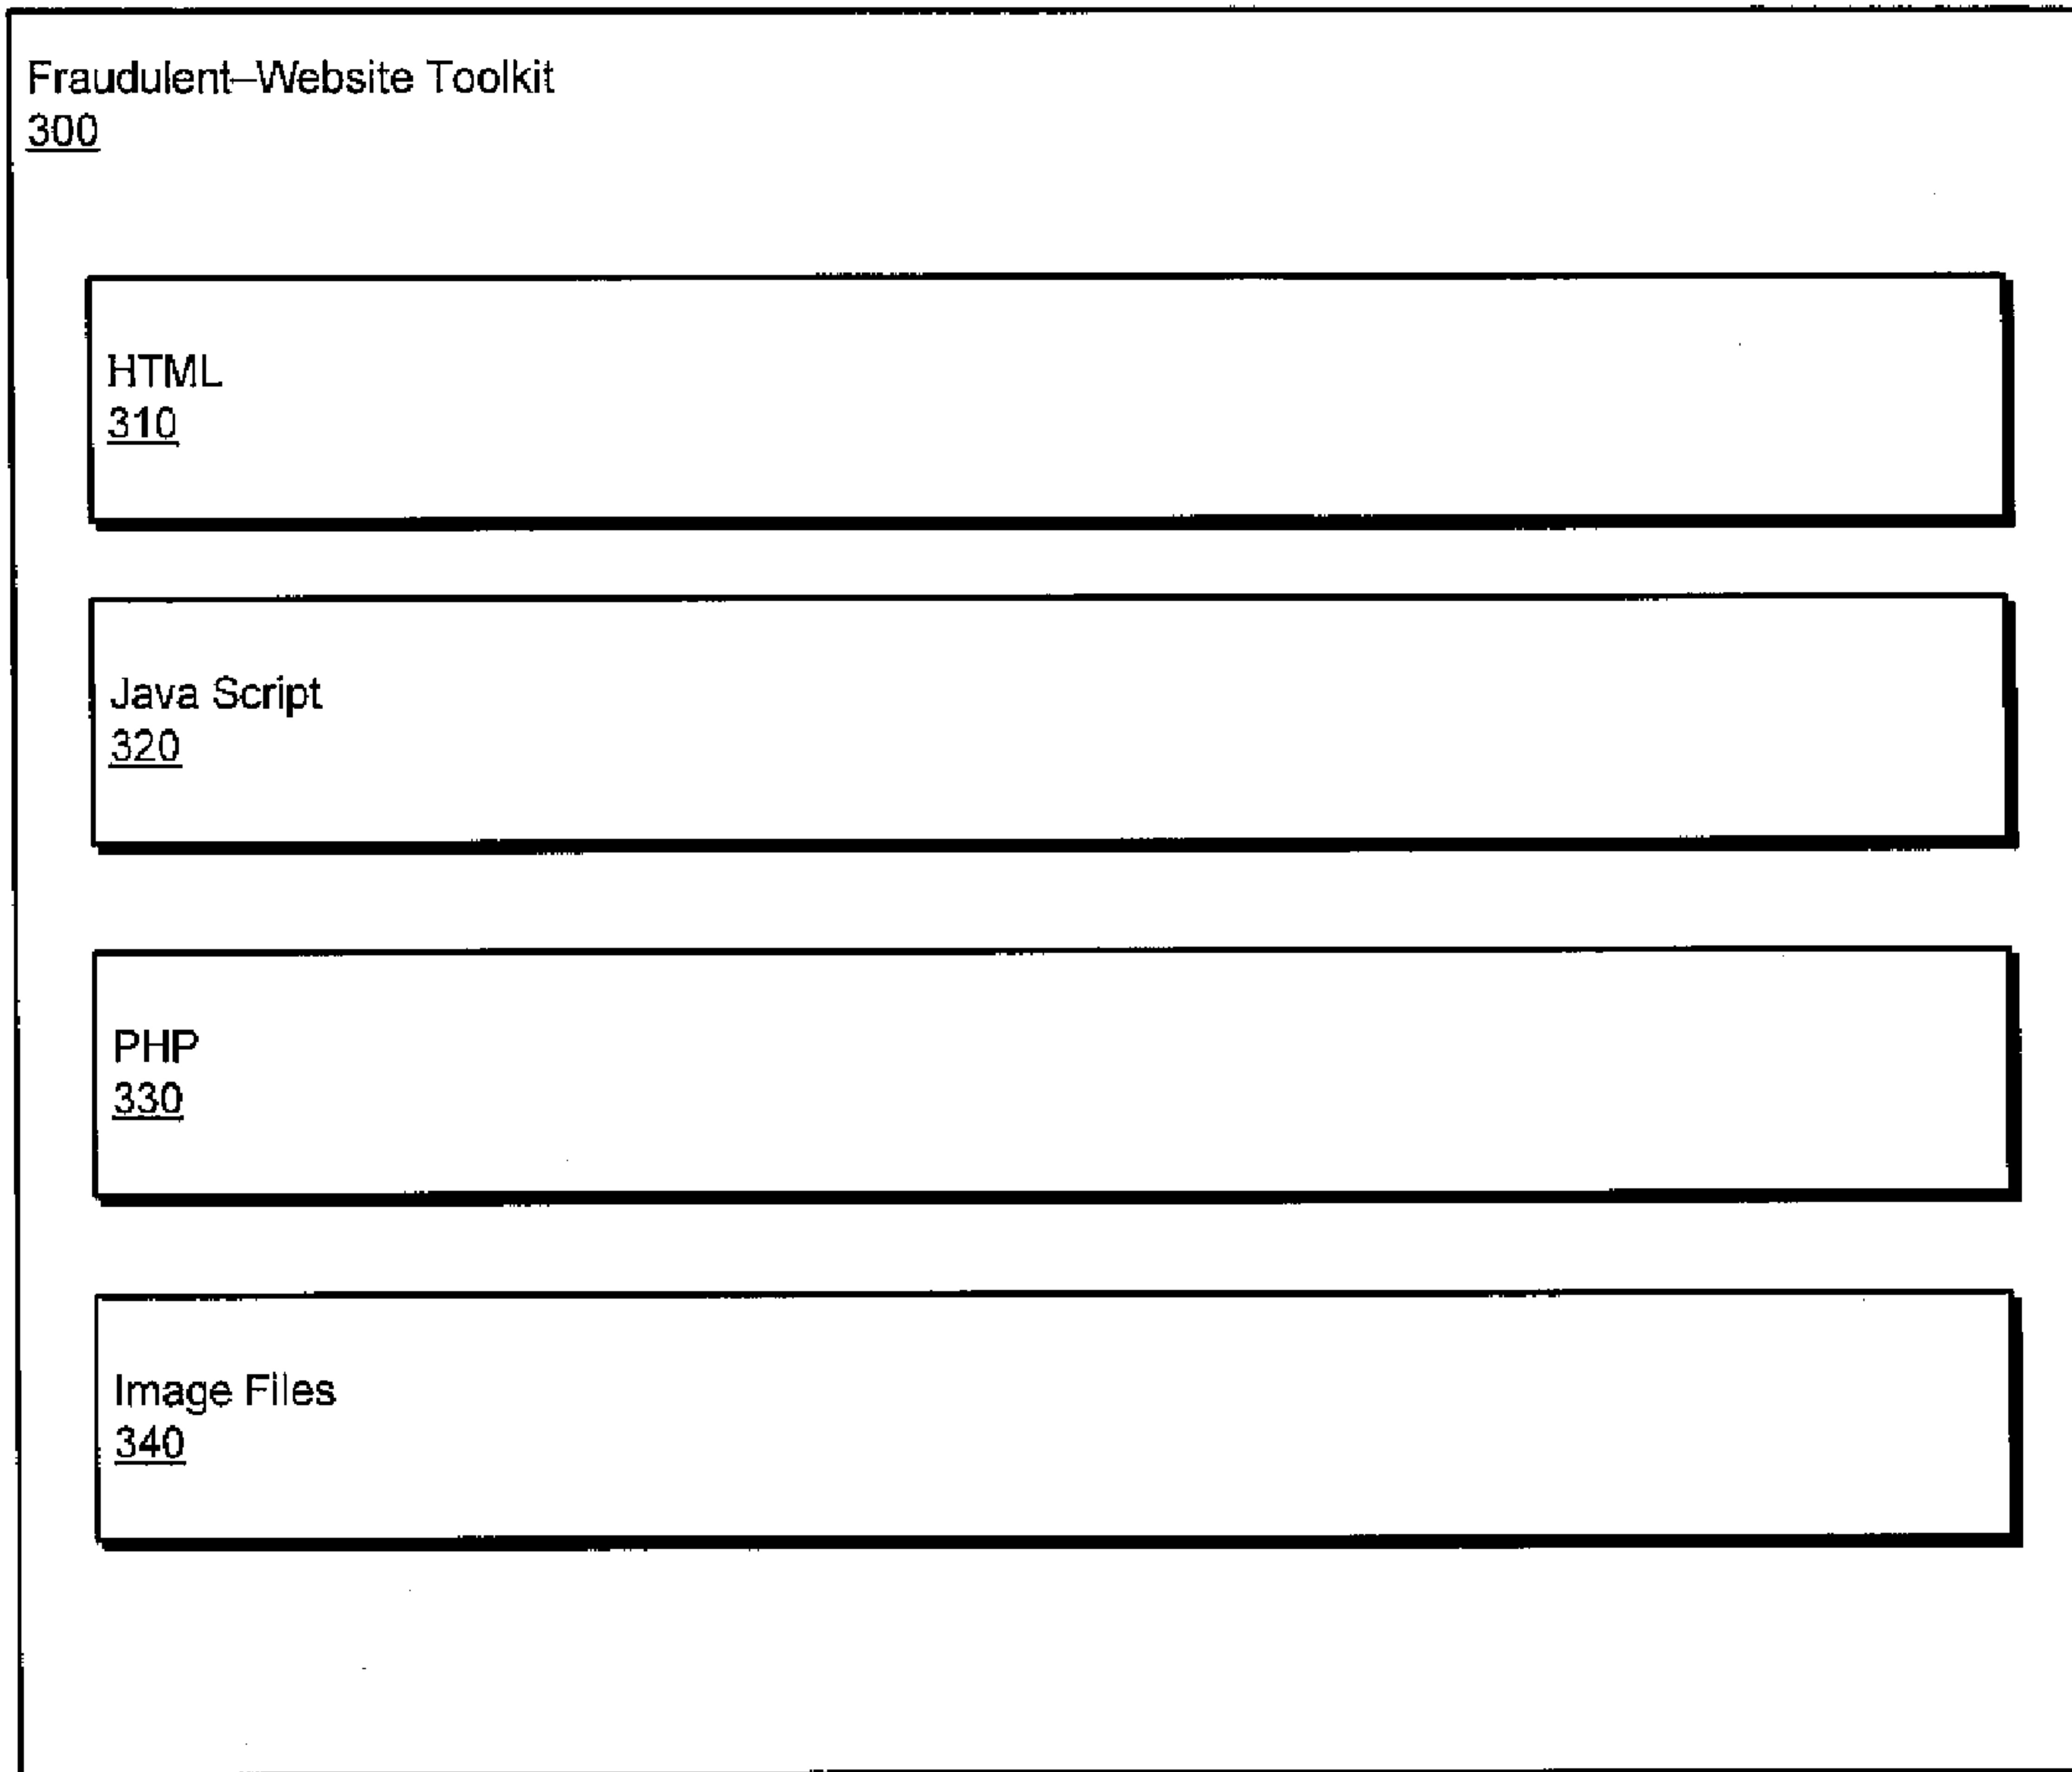 Fraudulent–Website Toolkit
300
HTML
310
Java Script
320
PHP
330
Image Files
340